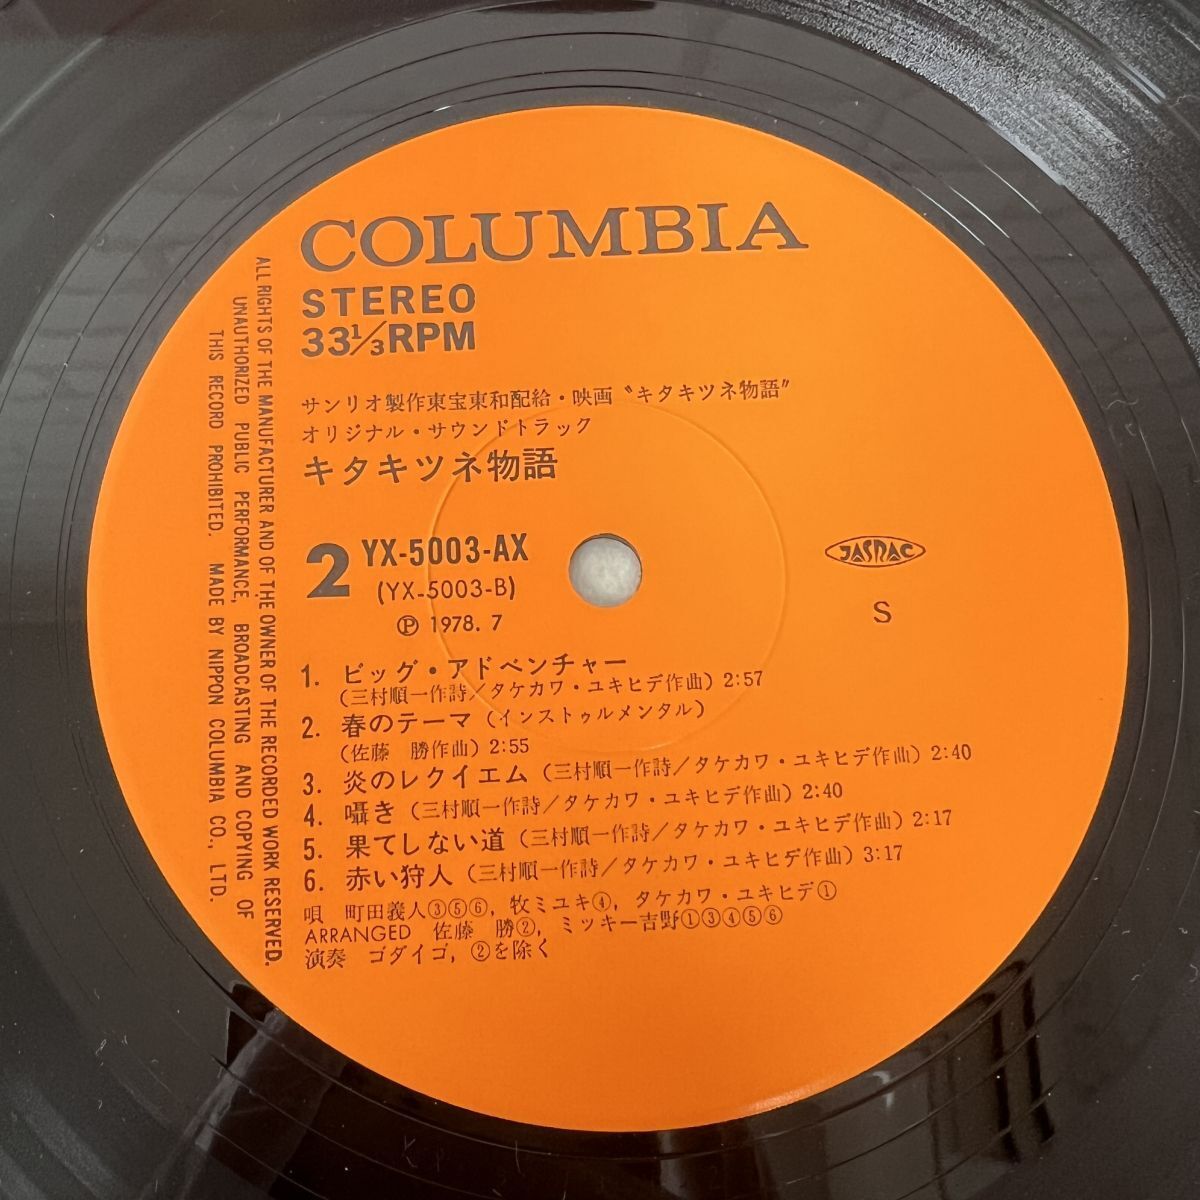 COLUMBIA
STEREO
33 1/3 RPM
サンリオ製作東宝東和配給・映画〝キタキツネ物語〟
オリジナル・サウンドトラック
キタキツネ物語
2 YX-5003-AX
(YX-5003-B)
Ⓟ 1978. 7
JASRAC
S
1. ビッグ・アドベンチャー
(三村順一作詩/タケカワ・ユキヒデ作曲) 2:57
2. 春のテーマ (インストゥルメンタル)
(佐藤 勝作曲) 2:55
3. 炎のレクイエム (三村順一作詩/タケカワ・ユキヒデ作曲) 2:40
4. 囁き (三村順一作詩/タケカワ・ユキヒデ作曲) 2:40
5. 果てしない道 (三村順一作詩/タケカワ・ユキヒデ作曲) 2:17
6. 赤い狩人 (三村順一作詩/タケカワ・ユキヒデ作曲) 3:17
唄 町田義人③⑤⑥, 牧ミユキ④, タケカワ・ユキヒデ①
ARRANGED 佐藤 勝②, ミッキー吉野①③④⑤⑥
演奏 ゴダイゴ, ②を除く
ALL RIGHTS OF THE MANUFACTURER AND OF THE OWNER OF THE RECORDED WORK RESERVED.
UNAUTHORIZED PUBLIC PERFORMANCE, BROADCASTING AND COPYING OF
THIS RECORD PROHIBITED. MADE BY NIPPON COLUMBIA CO., LTD.